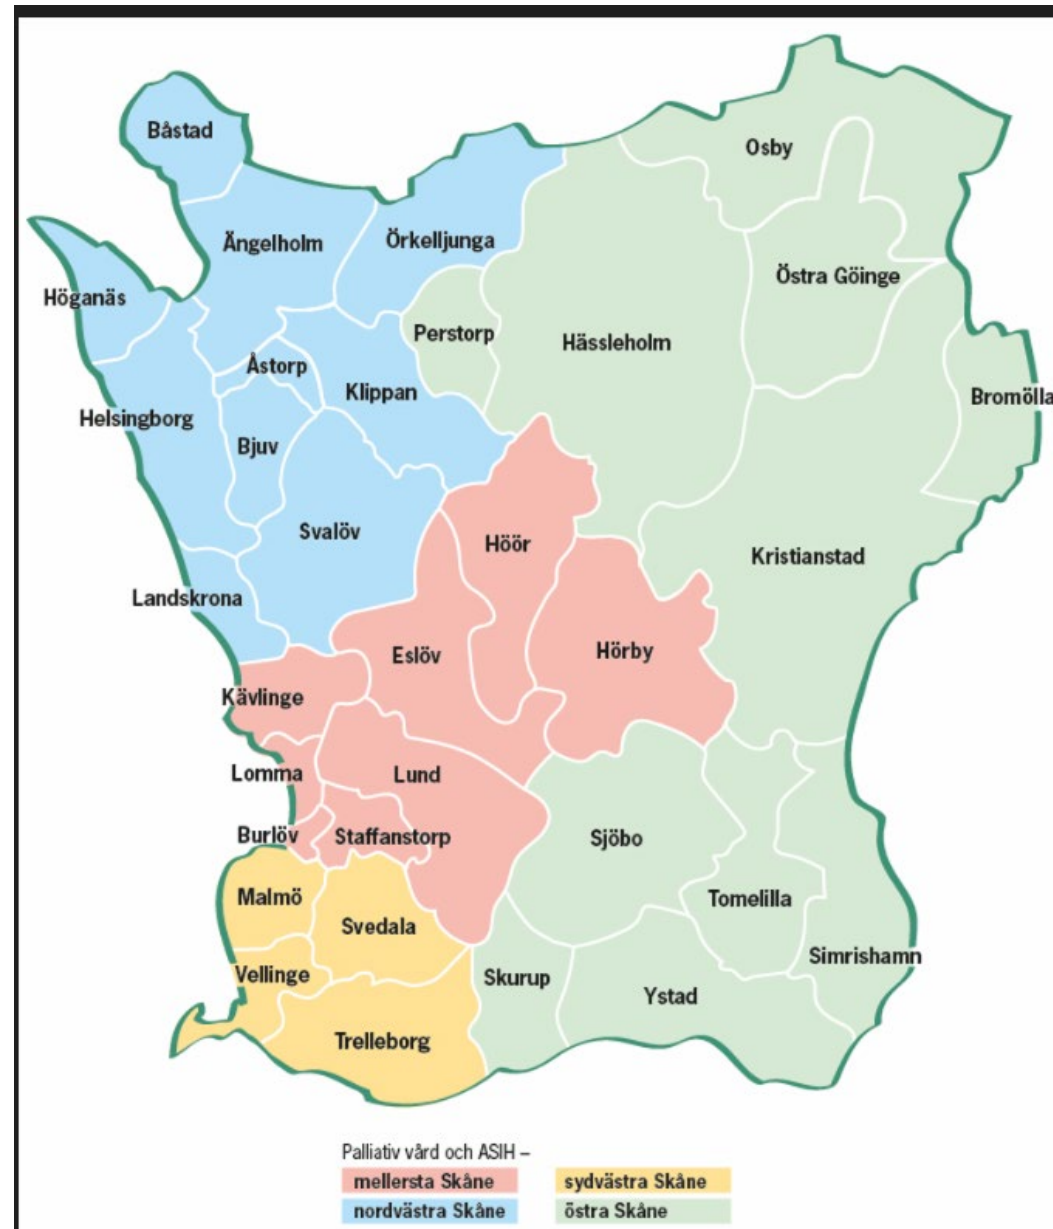 Båstad
Osby
Ängelholm
Örkelljunga
Östra Göinge
Höganäs
Perstorp
Hässleholm
Åstorp
Klippan
Bromölla
Helsingborg
Bjuv
Svalöv
Höör
Kristianstad
Landskrona
Eslöv
Hörby
Kävlinge
Lomma
Lund
Burlöv
Staffanstorp
Sjöbo
Malmö
Svedala
Tomelilla
Simrishamn
Vellinge
Skurup
Ystad
Trelleborg
Palliativ vård och ASIH –
mellersta Skåne
sydvästra Skåne
nordvästra Skåne
östra Skåne